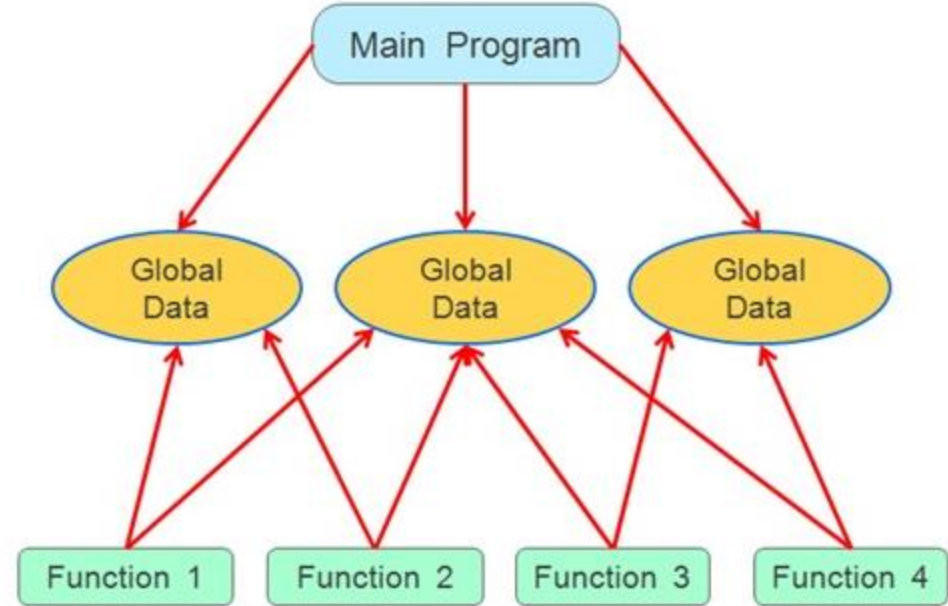 Main Program
Global
Data
Global
Data
Global
Data
Function 1
Function 2
Function 3
Function 4